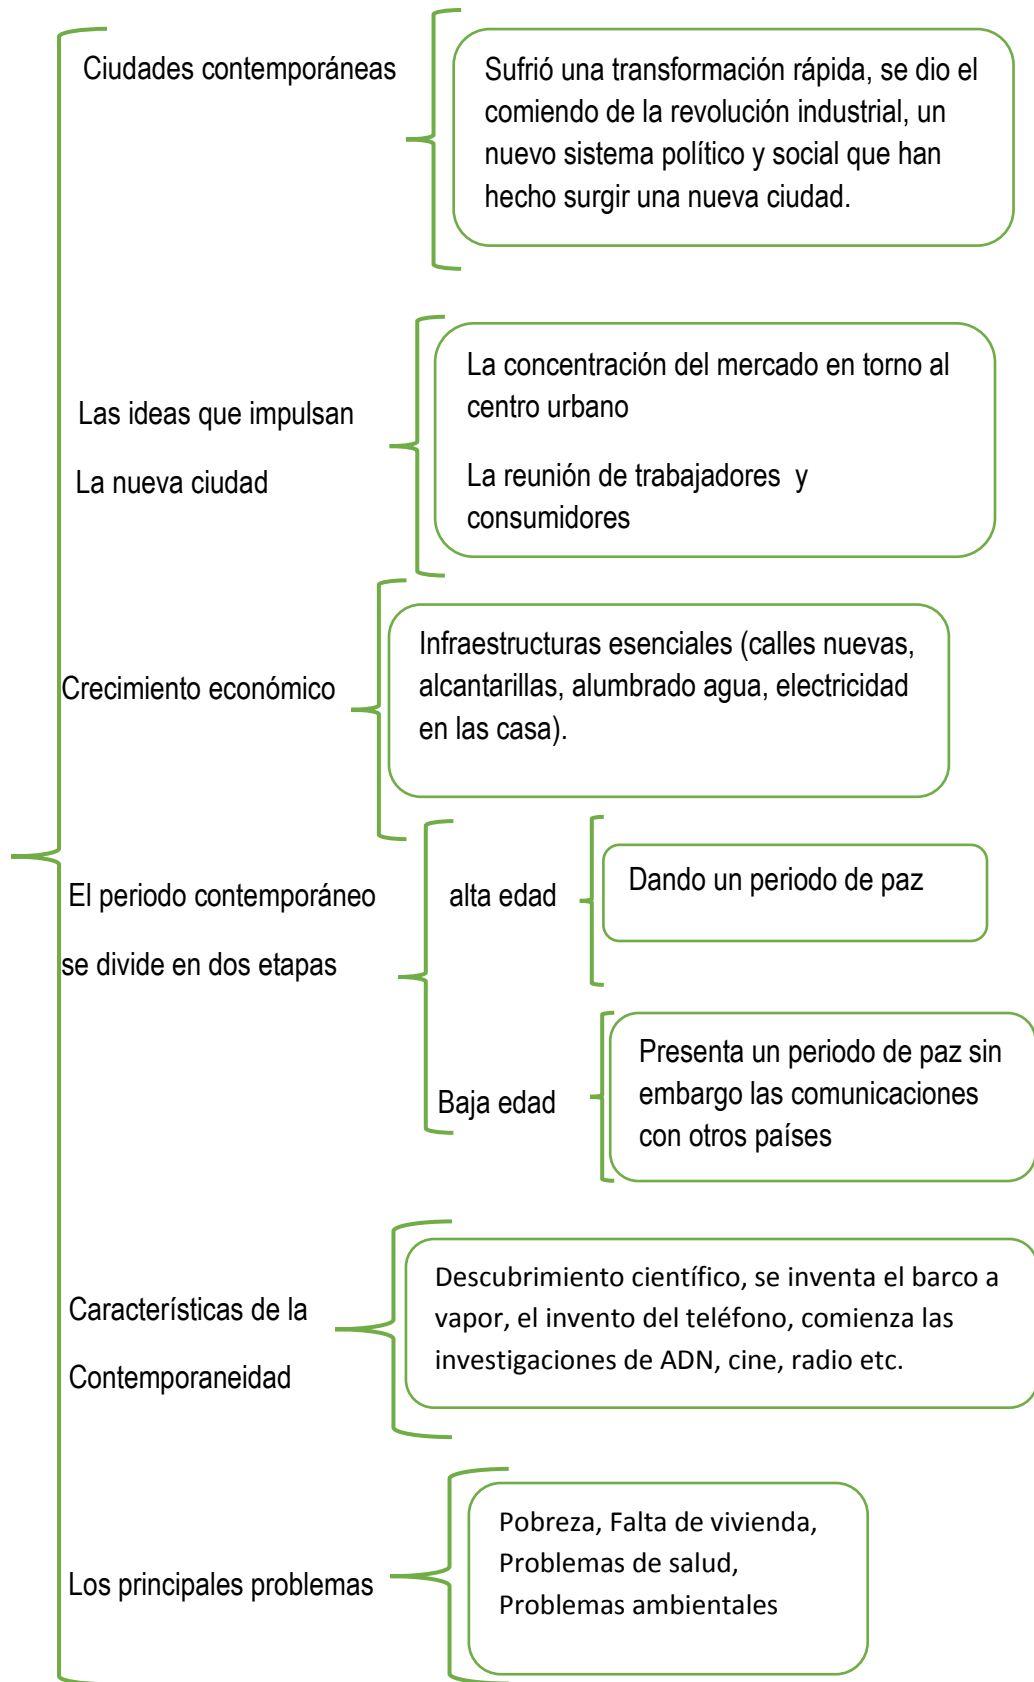 Ciudades contemporáneas
Sufrió una transformación rápida, se dio el
comiendo de la revolución industrial, un
nuevo sistema político y social que han
hecho surgir una nueva ciudad.
Las ideas que impulsan
La nueva ciudad
La concentración del mercado en torno al
centro urbano
La reunión de trabajadores y
consumidores
Crecimiento económico
Infraestructuras esenciales (calles nuevas,
alcantarillas, alumbrado agua, electricidad
en las casa).
El periodo contemporáneo
se divide en dos etapas
alta edad
Dando un periodo de paz
Baja edad
Presenta un periodo de paz sin
embargo las comunicaciones
con otros países
Características de la
Contemporaneidad
Descubrimiento científico, se inventa el barco a
vapor, el invento del teléfono, comienza las
investigaciones de ADN, cine, radio etc.
Los principales problemas
Pobreza, Falta de vivienda,
Problemas de salud,
Problemas ambientales